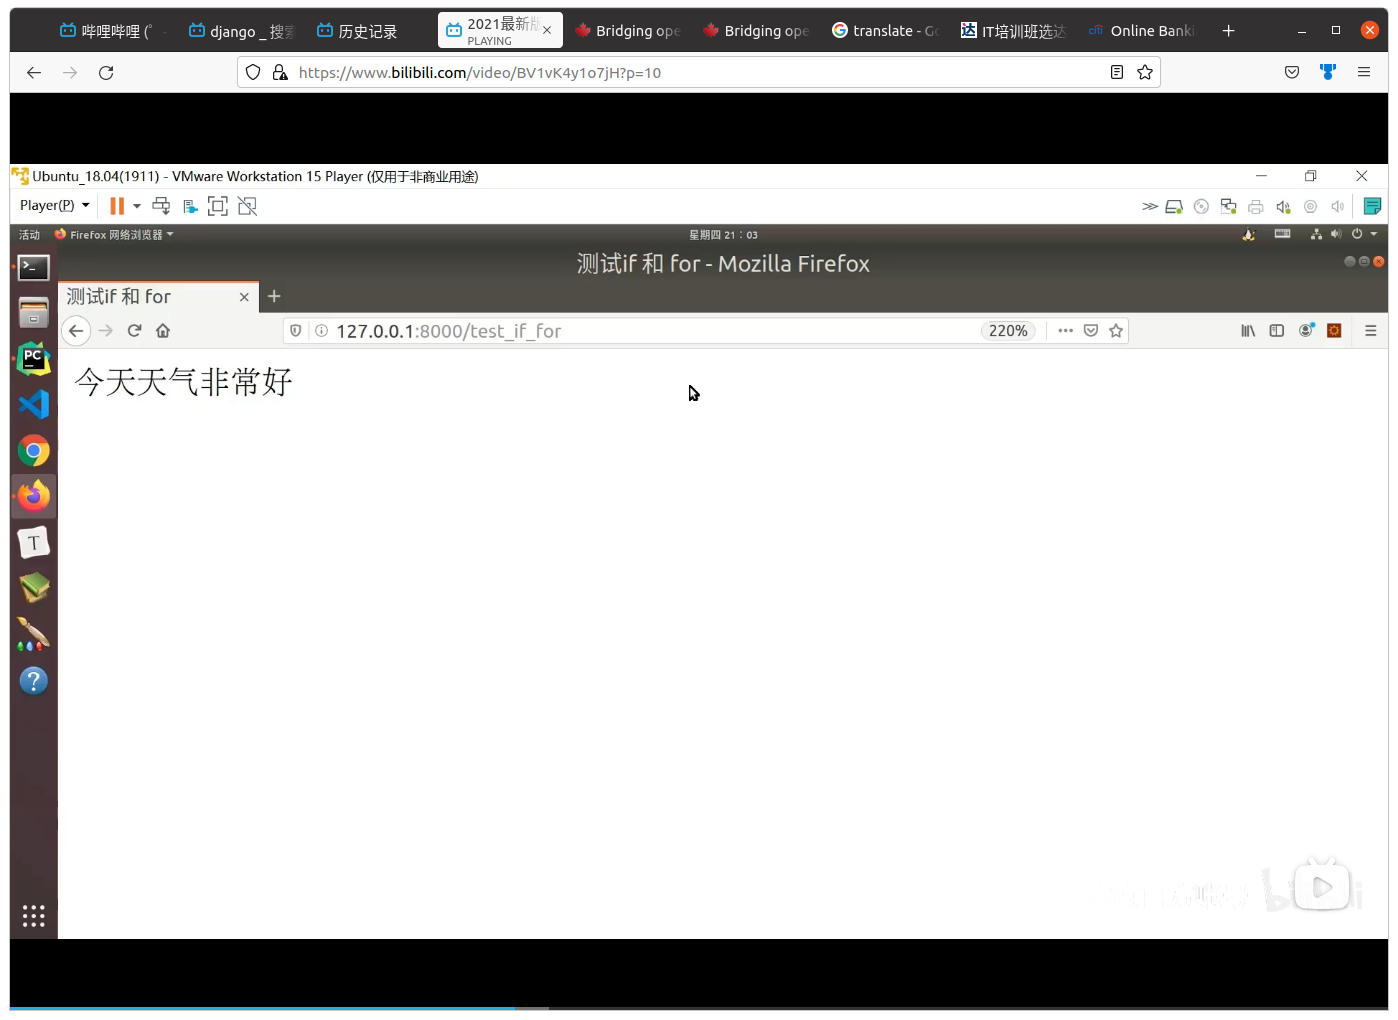 哔哩哔哩 (゜
django _ 搜索
历史记录
2021最新版
PLAYING
Bridging ope
Bridging ope
translate - Go
IT培训班选达
citi Online Banki
https://www.bilibili.com/video/BV1vK4y1o7jH?p=10
Ubuntu_18.04(1911) - VMware Workstation 15 Player (仅用于非商业用途)
Player(P)
活动 Firefox 网络浏览器 星期四 21：03
测试if 和 for - Mozilla Firefox
测试if 和 for
127.0.0.1:8000/test_if_for 220%
今天天气非常好
PC
T